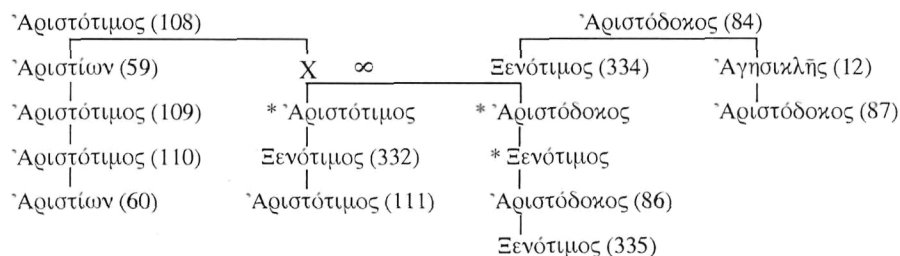 Ἀριστότιμος (108) Ἀριστόδοκος (84)
Ἀριστίων (59) X ∞ Ξενότιμος (334) Ἀγησικλῆς (12)
Ἀριστότιμος (109) * Ἀριστότιμος * Ἀριστόδοκος Ἀριστόδοκος (87)
Ἀριστότιμος (110) Ξενότιμος (332) * Ξενότιμος
Ἀριστίων (60) Ἀριστότιμος (111) Ἀριστόδοκος (86)
Ξενότιμος (335)